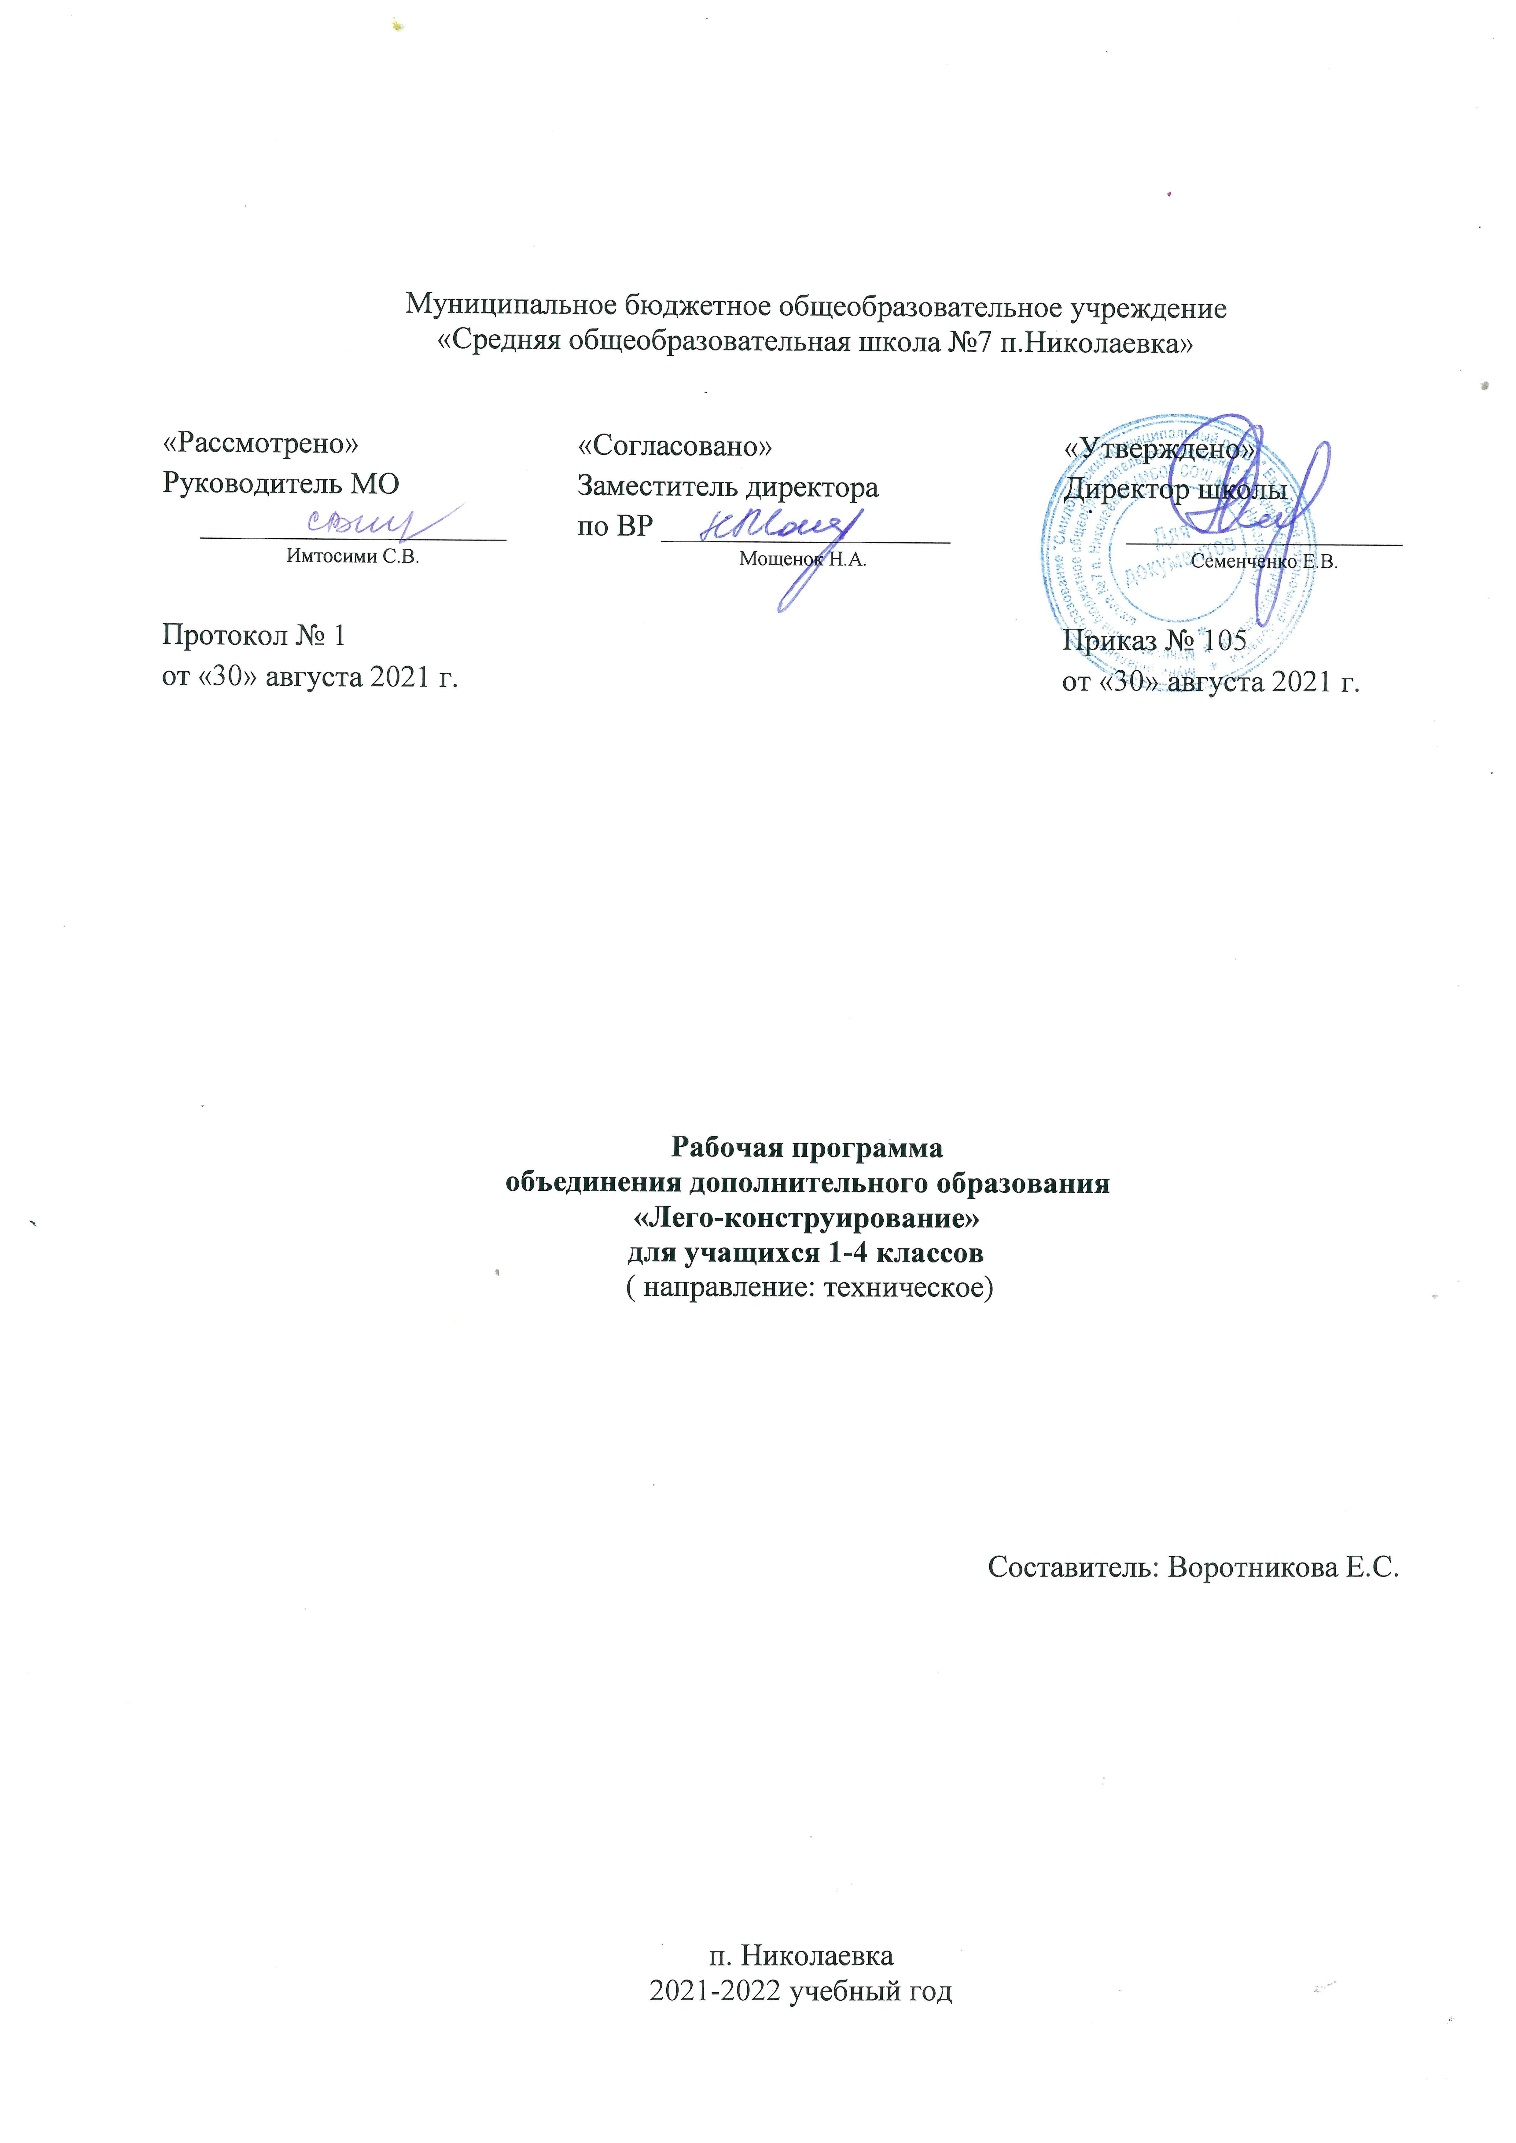 Муниципальное бюджетное общеобразовательное учреждение
«Средняя общеобразовательная школа №7 п.Николаевка»
«Рассмотрено»
Руководитель МО
Имтосими С.В.
Протокол № 1
от «30» августа 2021 г.
«Согласовано»
Заместитель директора
по ВР
Мощенок Н.А.
«Утверждено»
Директор школы
Семенченко Е.В.
Приказ № 105
от «30» августа 2021 г.
Для
документов
Рабочая программа
объединения дополнительного образования
«Лего-конструирование»
для учащихся 1-4 классов
( направление: техническое)
Составитель: Воротникова Е.С.
п. Николаевка
2021-2022 учебный год